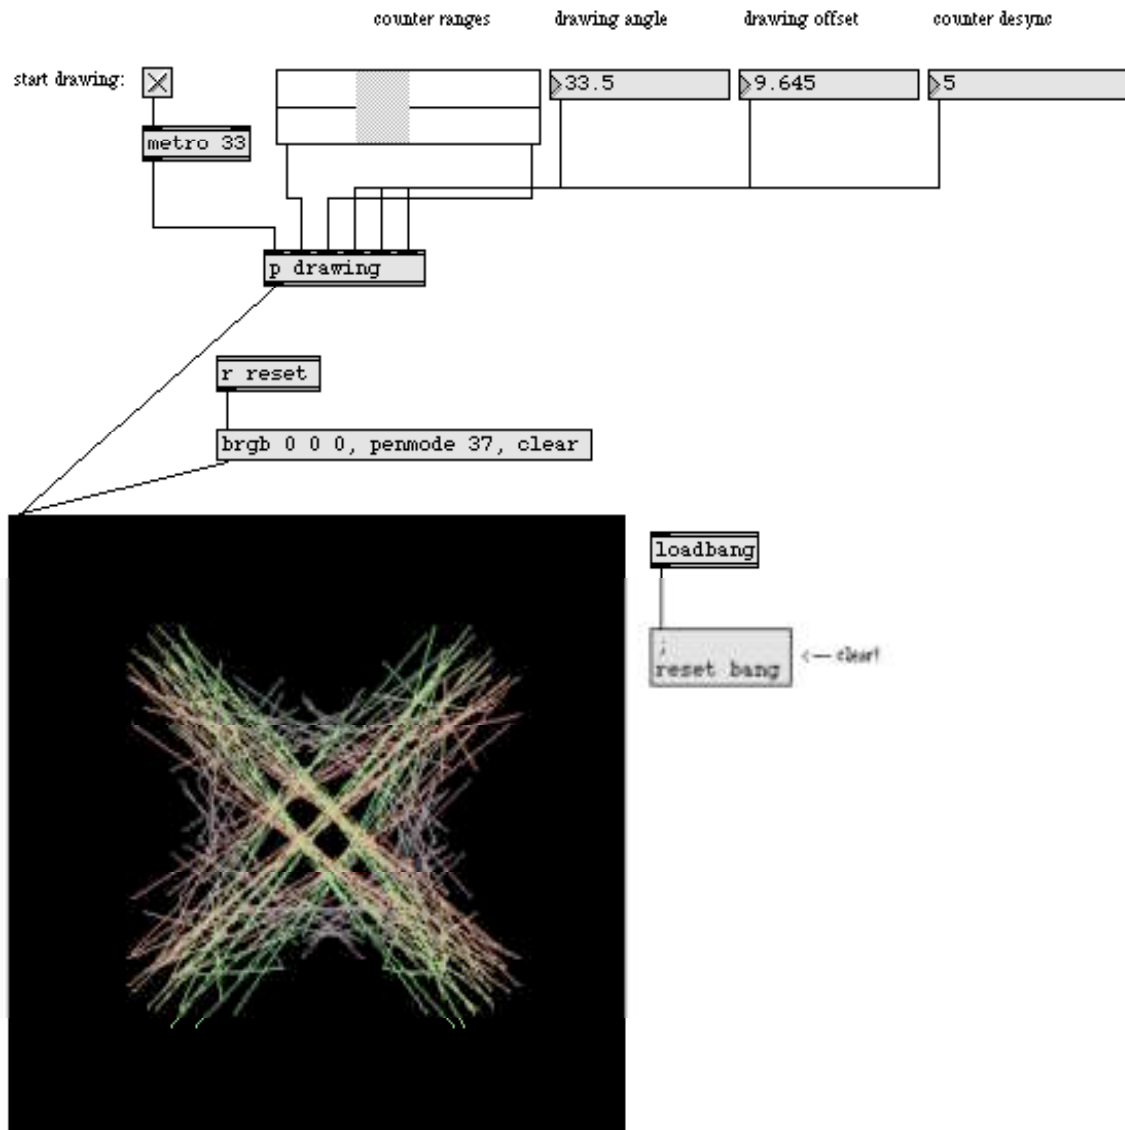 counter ranges
drawing angle
drawing offset
counter desync
start drawing:
33.5
9.645
5
metro 33
p drawing
r reset
brgb 0 0 0, penmode 37, clear
loadbang
;
reset bang
<— clear!